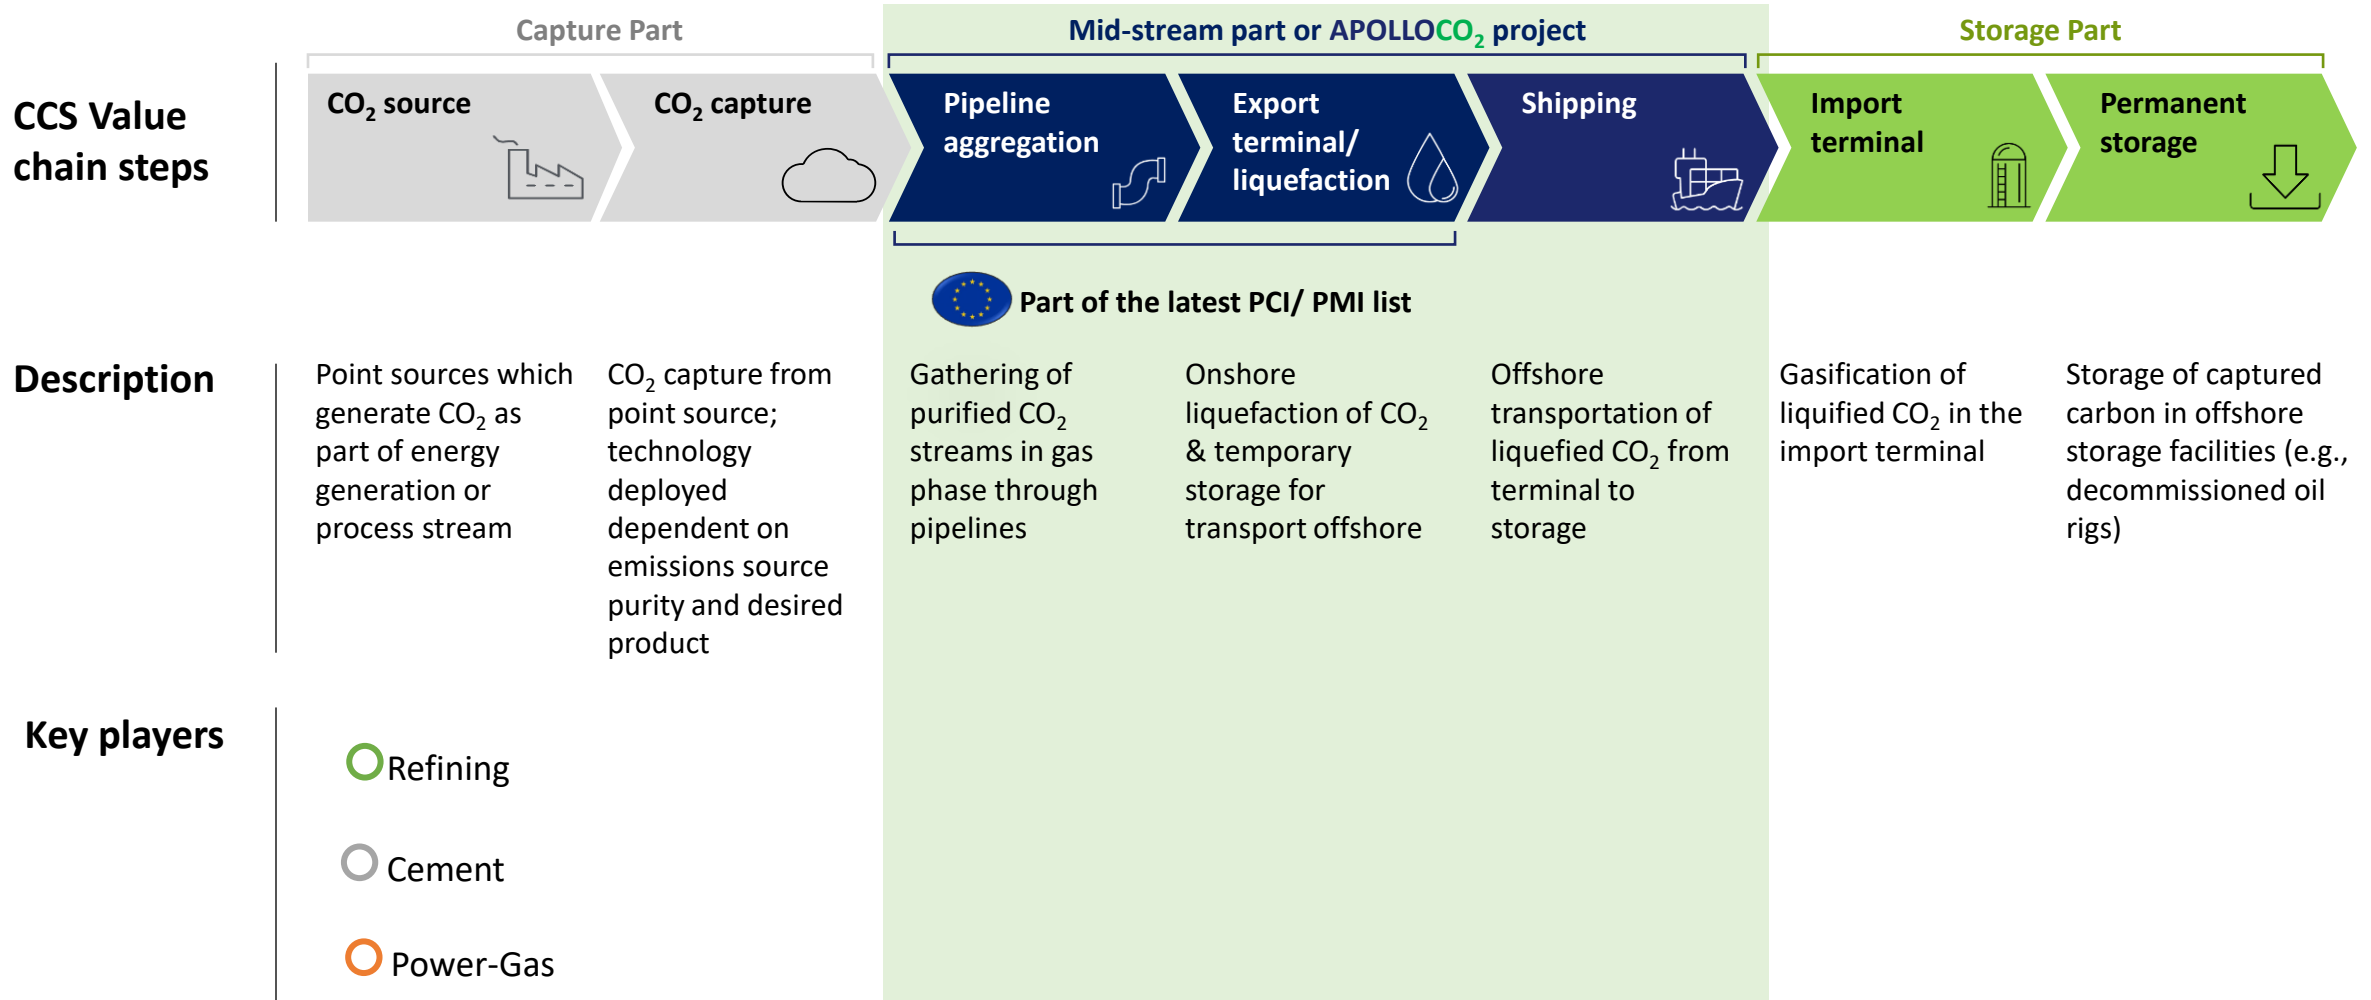 Capture Part
Mid-stream part or APOLLOCO₂ project
Storage Part
CCS Value
chain steps
CO₂ source
CO₂ capture
Pipeline
aggregation
Export
terminal/
liquefaction
Shipping
Import
terminal
Permanent
storage
Part of the latest PCI/ PMI list
Description
Point sources which
generate CO₂ as
part of energy
generation or
process stream
CO₂ capture from
point source;
technology
deployed
dependent on
emissions source
purity and desired
product
Gathering of
purified CO₂
streams in gas
phase through
pipelines
Onshore
liquefaction of CO₂
& temporary
storage for
transport offshore
Offshore
transportation of
liquefied CO₂ from
terminal to
storage
Gasification of
liquified CO₂ in the
import terminal
Storage of captured
carbon in offshore
storage facilities (e.g.,
decommissioned oil
rigs)
Key players
Refining
Cement
Power-Gas